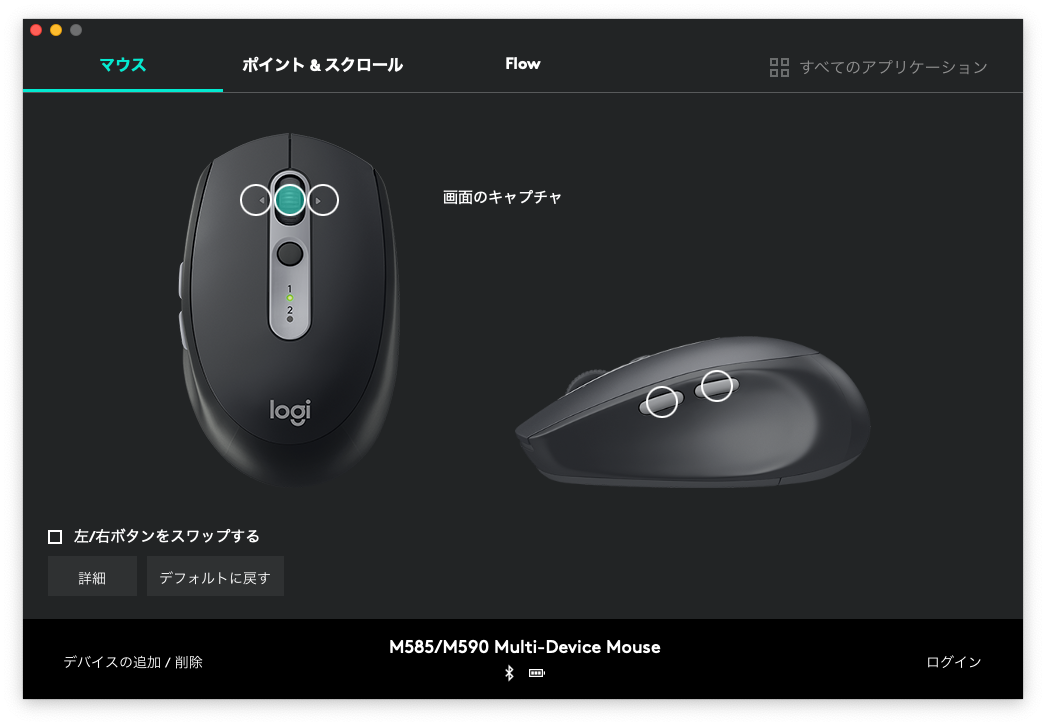 マウス
ポイント & スクロール
Flow
すべてのアプリケーション
画面のキャプチャ
1
2
logi
左/右ボタンをスワップする
詳細
デフォルトに戻す
デバイスの追加 / 削除
M585/M590 Multi-Device Mouse
ログイン